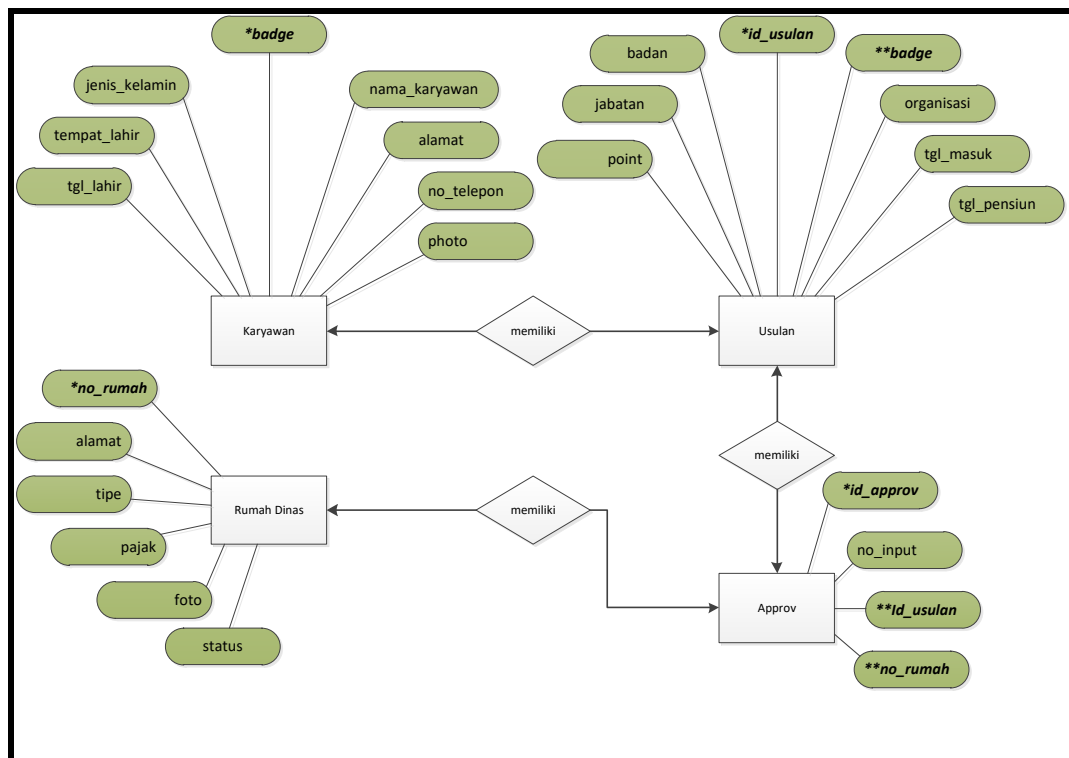 *badge
jenis_kelamin
nama_karyawan
tempat_lahir
alamat
tgl_lahir
no_telepon
photo
Karyawan
memiliki
*id_usulan
badan
**badge
jabatan
organisasi
point
tgl_masuk
tgl_pensiun
Usulan
memiliki
*no_rumah
alamat
tipe
pajak
foto
status
Rumah Dinas
memiliki
*id_approv
no_input
**Id_usulan
**no_rumah
Approv